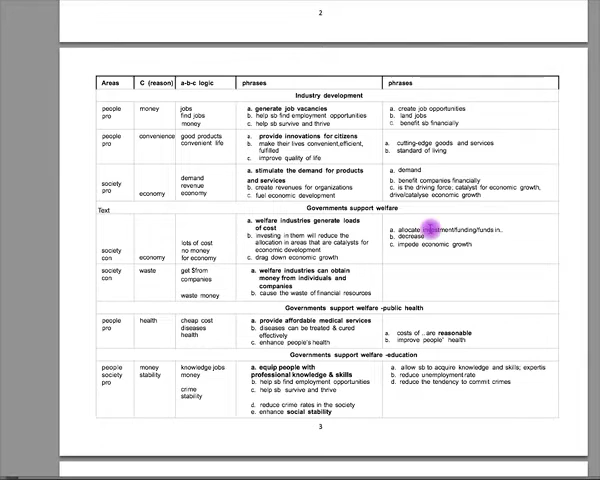 2
Areas C (reason) a-b-c logic phrases phrases
Industry development
people money jobs a. generate job vacancies a. create job opportunities
pro find jobs b. help sb find employment opportunities b. land jobs
money c. help sb survive and thrive c. benefit sb financially
people convenience good products a. provide innovations for citizens
pro convenient life b. make their lives convenient,efficient, a. cutting-edge goods and services
fulfilled b. standard of living
c. improve quality of life
a. stimulate the demand for products a. demand
demand and services b. benefit companies financially
society revenue b. create revenues for organizations c. is the driving force; catalyst for economic growth,
pro economy economy c. fuel economic development drive/catalyse economic growth
Governments support welfare
Text
a. welfare industries generate loads
of cost a. allocate in
b. investing in them will reduce the b. decrease
lots of cost allocation in areas that are catalysts for c. impede economic growth
society no money economic development
con economy for economy c. drag down economic growth
society waste get $from a. welfare industries can obtain
con companies money from individuals and
companies
waste money b. cause the waste of financial resources
Governments support welfare -public health
people health cheap cost a. provide affordable medical services
pro diseases b. diseases can be treated & cured
health effectively a. costs of ..are reasonable
c. enhance people's health b. improve people' health
Governments support welfare -education
people money knowledge jobs a. equip people with a. allow sb to acquire knowledge and skills; expertis
society stability money professional knowledge & skills b. reduce unemployment rate
pro b. help sb find employment opportunities d. reduce the tendency to commit crimes
crime c. help sb survive and thrive
stability
d. reduce crime rates in the society
e. enhance social stability
3